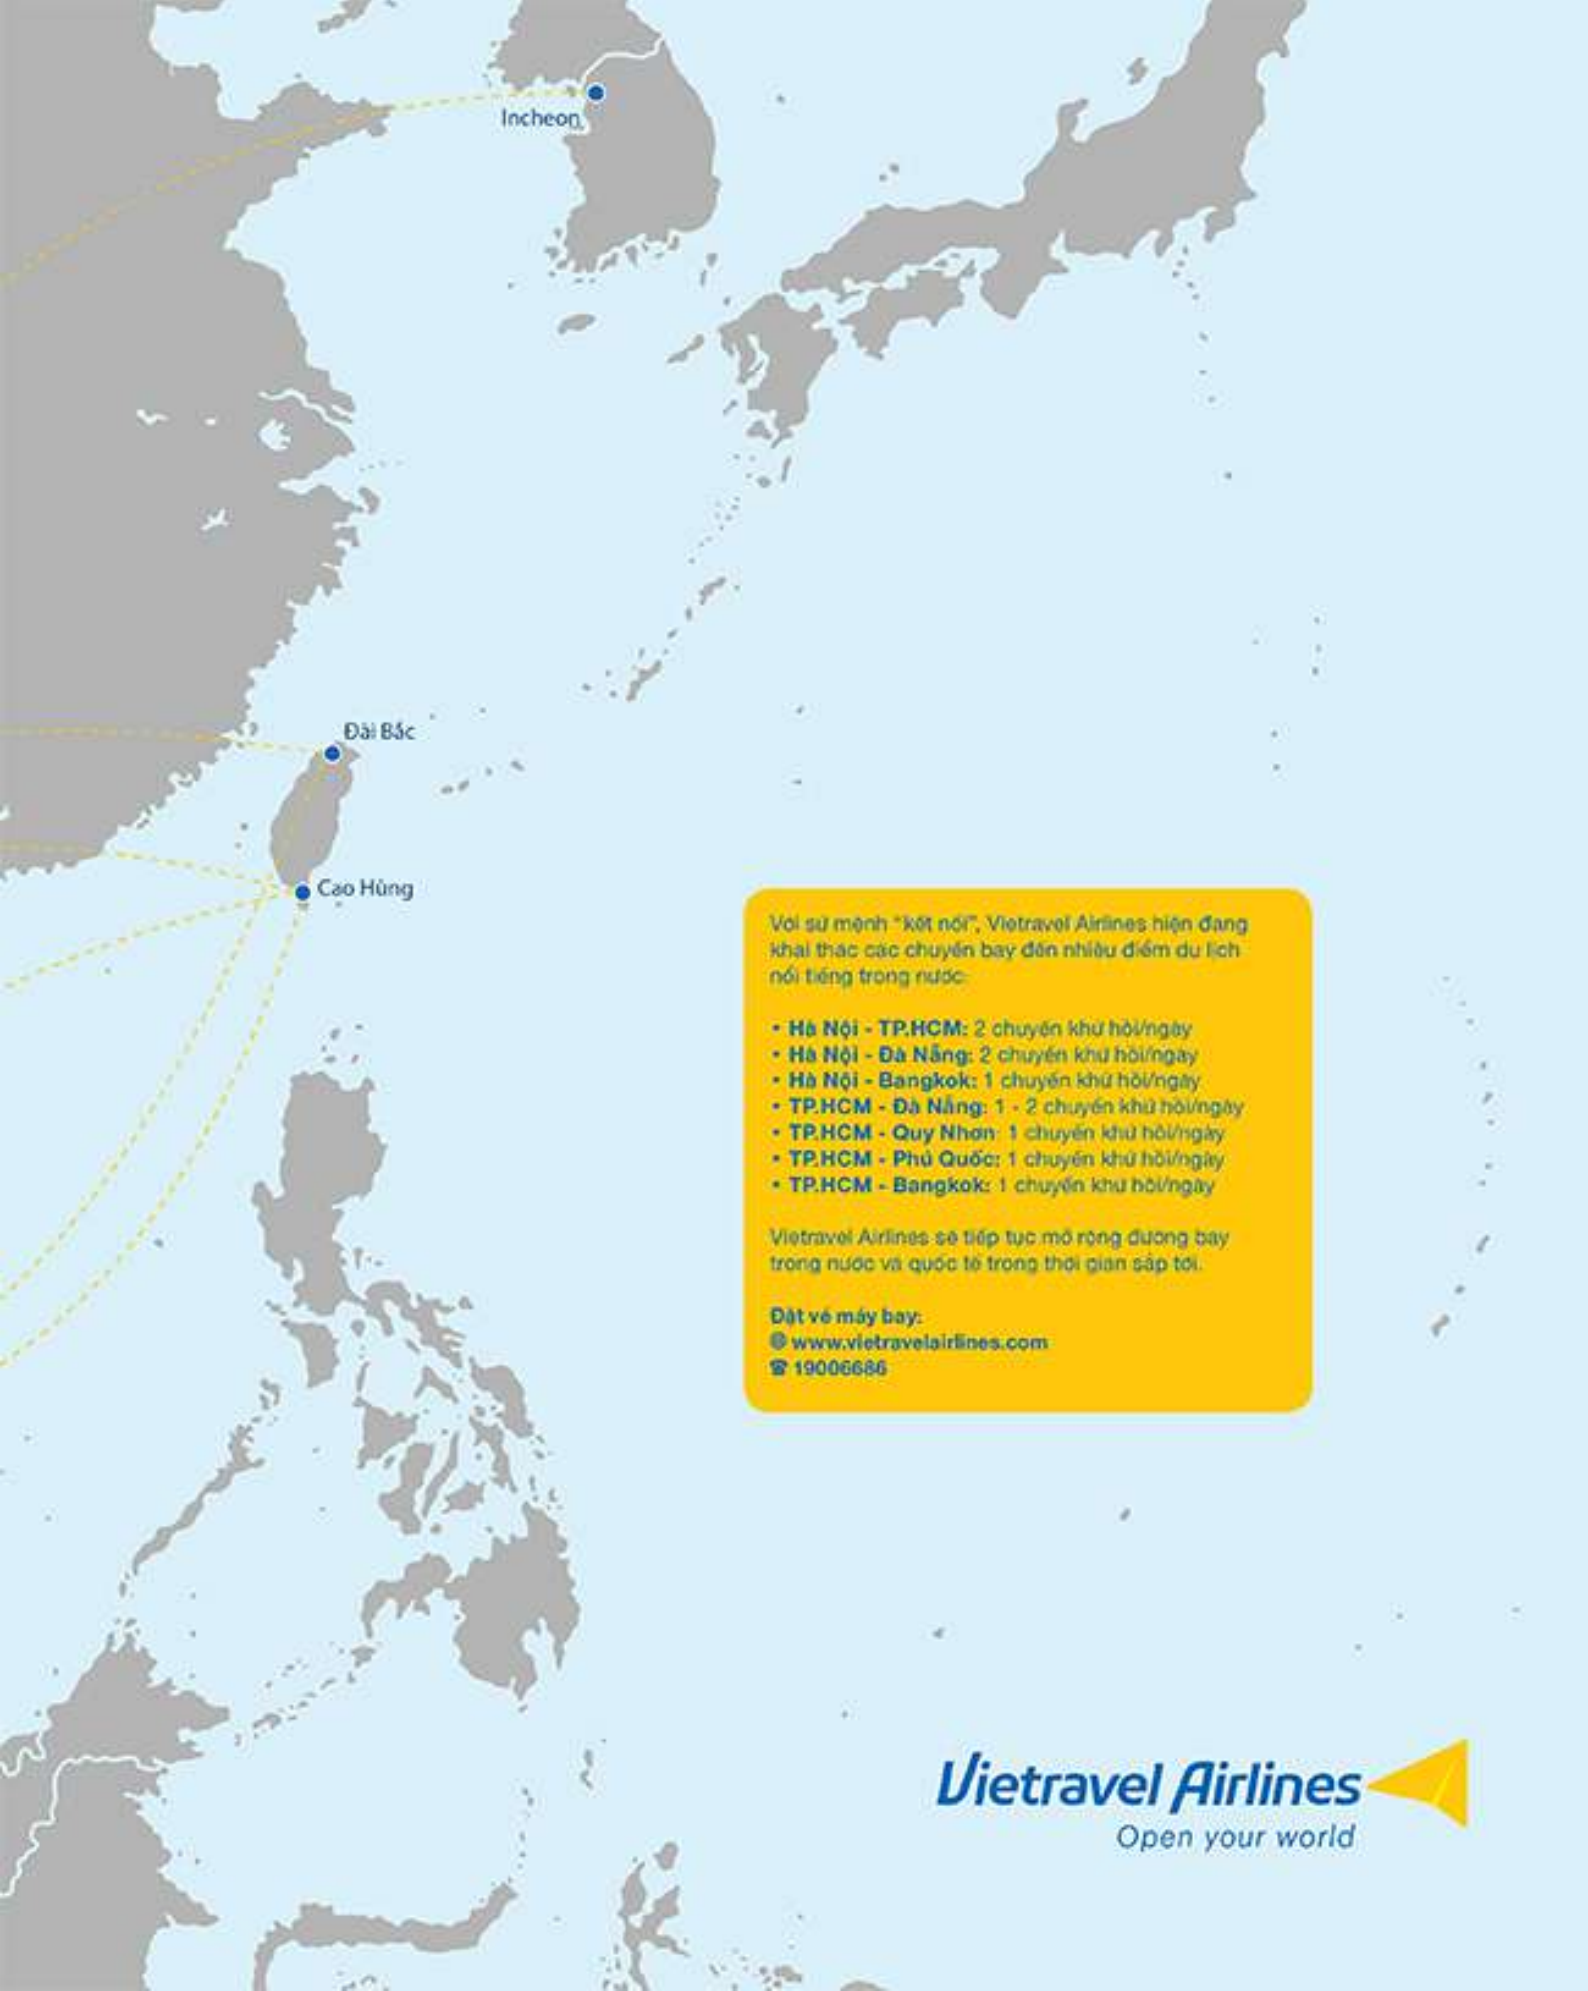 Incheon
Đài Bắc
Cao Hùng
Với sứ mệnh “kết nối”, Vietravel Airlines hiện đang
khai thác các chuyến bay đến nhiều điểm du lịch
nổi tiếng trong nước:
• Hà Nội - TP.HCM: 2 chuyến khứ hồi/ngày
• Hà Nội - Đà Nẵng: 2 chuyến khứ hồi/ngày
• Hà Nội - Bangkok: 1 chuyến khứ hồi/ngày
• TP.HCM - Đà Nẵng: 1 - 2 chuyến khứ hồi/ngày
• TP.HCM - Quy Nhơn: 1 chuyến khứ hồi/ngày
• TP.HCM - Phú Quốc: 1 chuyến khứ hồi/ngày
• TP.HCM - Bangkok: 1 chuyến khứ hồi/ngày
Vietravel Airlines sẽ tiếp tục mở rộng đường bay
trong nước và quốc tế trong thời gian sắp tới.
Đặt vé máy bay:
www.vietravelairlines.com
☎ 19006686
Vietravel Airlines
Open your world